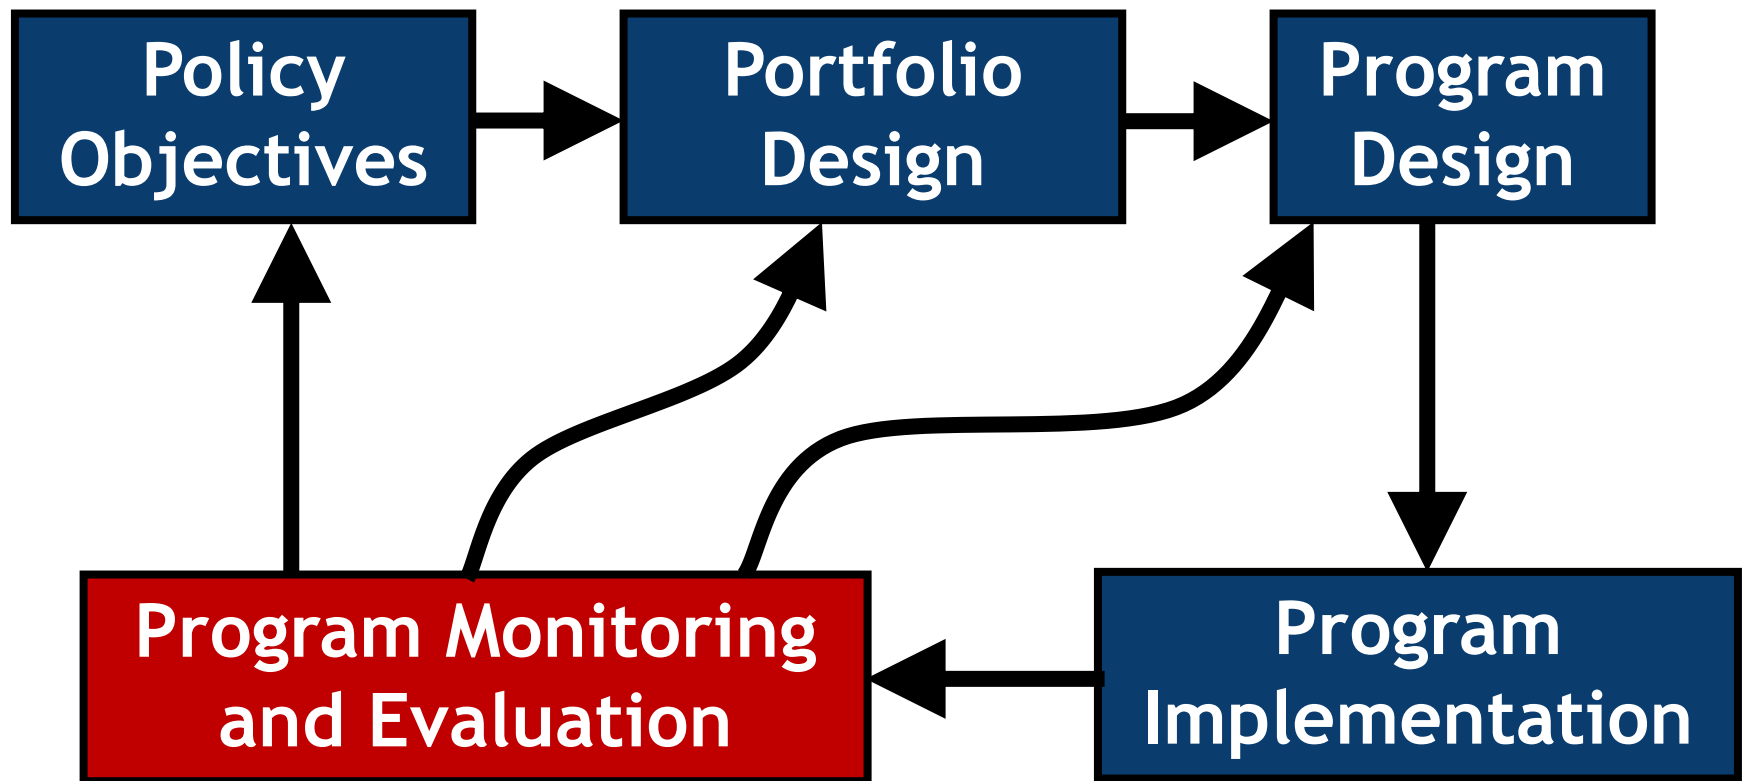 Policy
Objectives
Portfolio
Design
Program
Design
Program Monitoring
and Evaluation
Program
Implementation